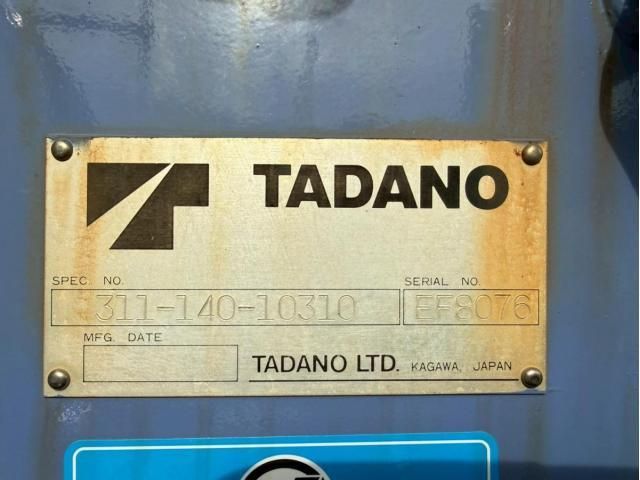 TADANO
SPEC. NO. SERIAL NO.
311-140-10310 EF8076
MFG. DATE
TADANO LTD. KAGAWA, JAPAN